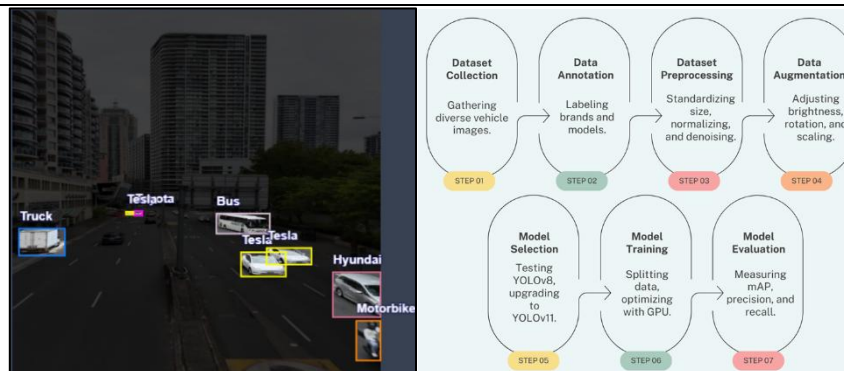 Teslaota
Truck
Bus
Tesla
Tesla
Hyundai
Motorbike
Dataset
Collection
Gathering
diverse vehicle
images.
STEP 01
Data
Annotation
Labeling
brands and
models.
STEP 02
Dataset
Preprocessing
Standardizing
size,
normalizing,
and denoising.
STEP 03
Data
Augmentation
Adjusting
brightness,
rotation, and
scaling.
STEP 04
Model
Selection
Testing
YOLOv8,
upgrading
to
YOLOv11.
STEP 05
Model
Training
Splitting
data,
optimizing
with GPU.
STEP 06
Model
Evaluation
Measuring
mAP,
precision, and
recall.
STEP 07